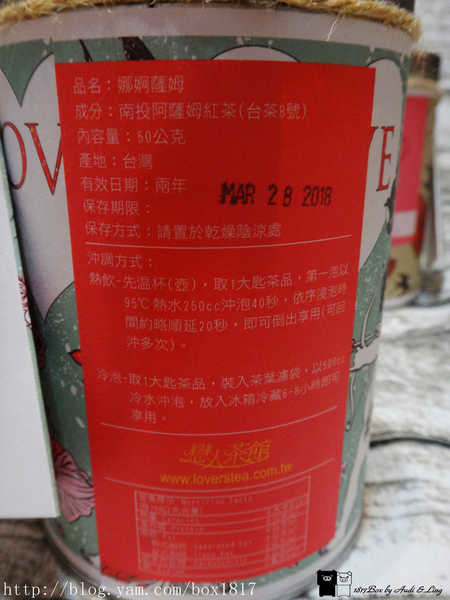 LOV
VE
品名：娜婀薩姆
成分：南投阿薩姆紅茶(台茶8號)
內容量：50公克
產地：台灣
有效日期：兩年
MAR 28 2018
保存期限：
保存方式：請置於乾燥陰涼處
沖調方式：
熱飲-先溫杯(壺)，取1大匙茶品，第一泡以
95℃熱水250cc沖泡40秒，依序浸泡時
間約略順延20秒，即可倒出享用(可回
沖多次)。
冷泡-取1大匙茶品，裝入茶葉濾袋，以500cc
冷水沖泡，放入冰箱冷藏6-8小時即可
享用。
戀人茶館
www.loverstea.com.tw
http://blog.yam.com/box1817
1817Box by Audi & Ling